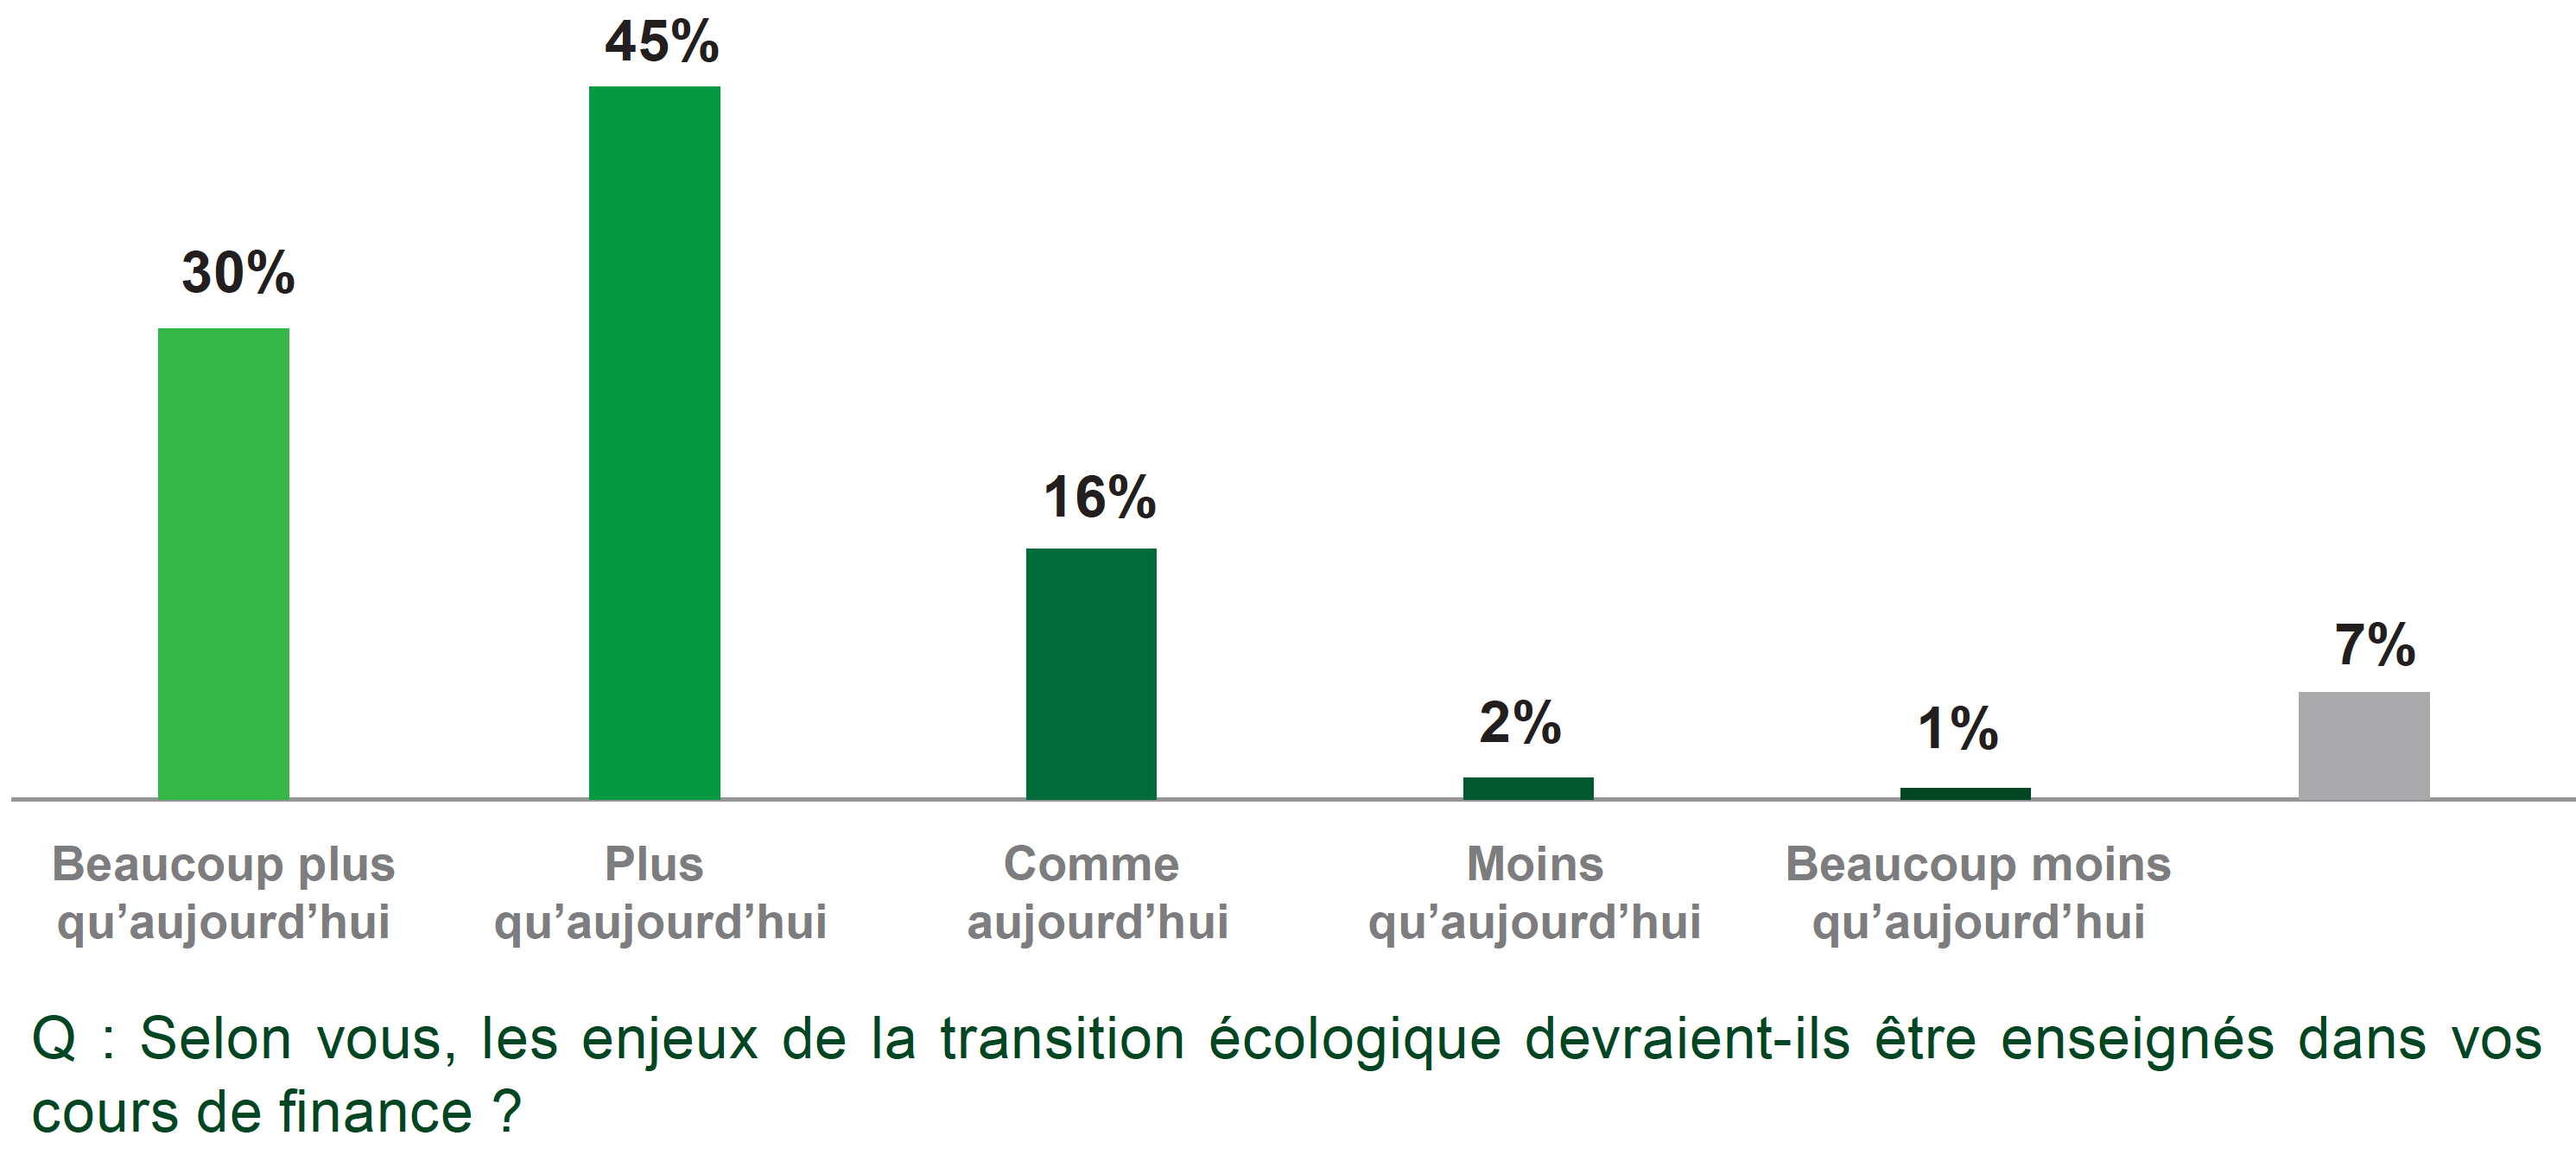 45%
30%
16%
7%
2%
1%
Beaucoup plus qu’aujourd’hui
Plus qu’aujourd’hui
Comme aujourd’hui
Moins qu’aujourd’hui
Beaucoup moins qu’aujourd’hui
Q : Selon vous, les enjeux de la transition écologique devraient-ils être enseignés dans vos
cours de finance ?